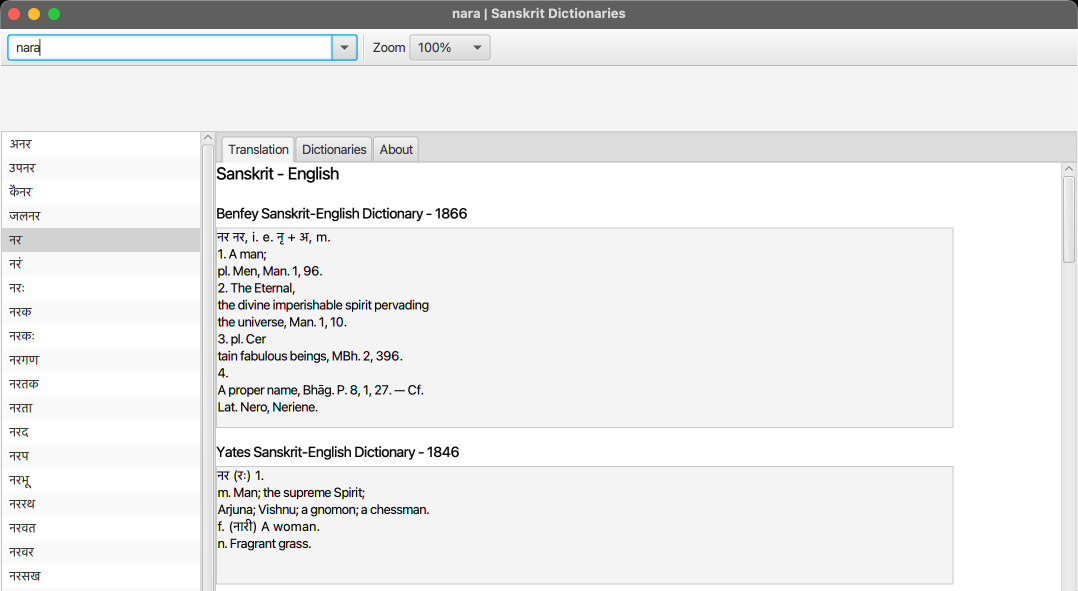 nara | Sanskrit Dictionaries
nara
Zoom 100%
अनर
उपनर
कैनर
जलनर
नर
नरं
नरः
नरक
नरकः
नरगण
नरतक
नरता
नरद
नरप
नरभू
नररथ
नरवत
नरवर
नरसख
Translation Dictionaries About
Sanskrit - English
Benfey Sanskrit-English Dictionary - 1866
नर नर, i. e. नृ + अ, m.
1. A man;
pl. Men, Man. 1, 96.
2. The Eternal,
the divine imperishable spirit pervading
the universe, Man. 1, 10.
3. pl. Cer
tain fabulous beings, MBh. 2, 396.
4.
A proper name, Bhāg. P. 8, 1, 27. — Cf.
Lat. Nero, Neriene.
Yates Sanskrit-English Dictionary - 1846
नर (रः) 1.
m. Man; the supreme Spirit;
Arjuna; Vishnu; a gnomon; a chessman.
f. (नारी) A woman.
n. Fragrant grass.